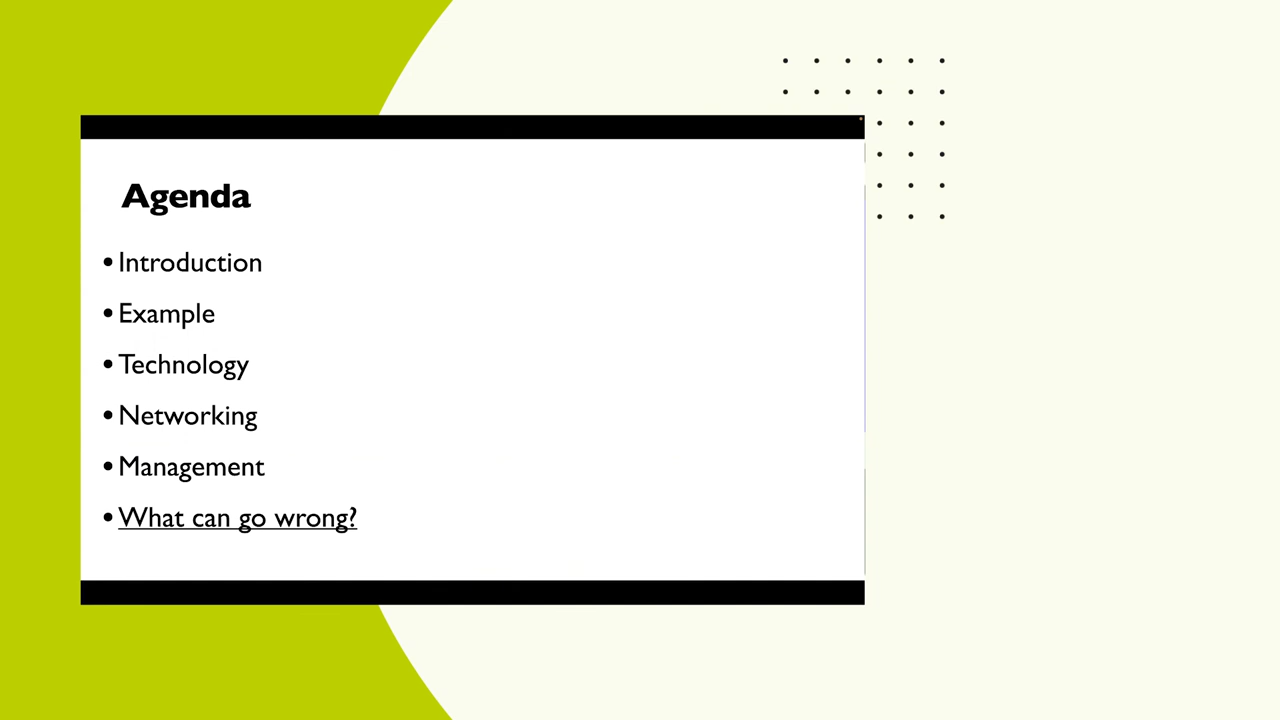 Agenda
• Introduction
• Example
• Technology
• Networking
• Management
• What can go wrong?